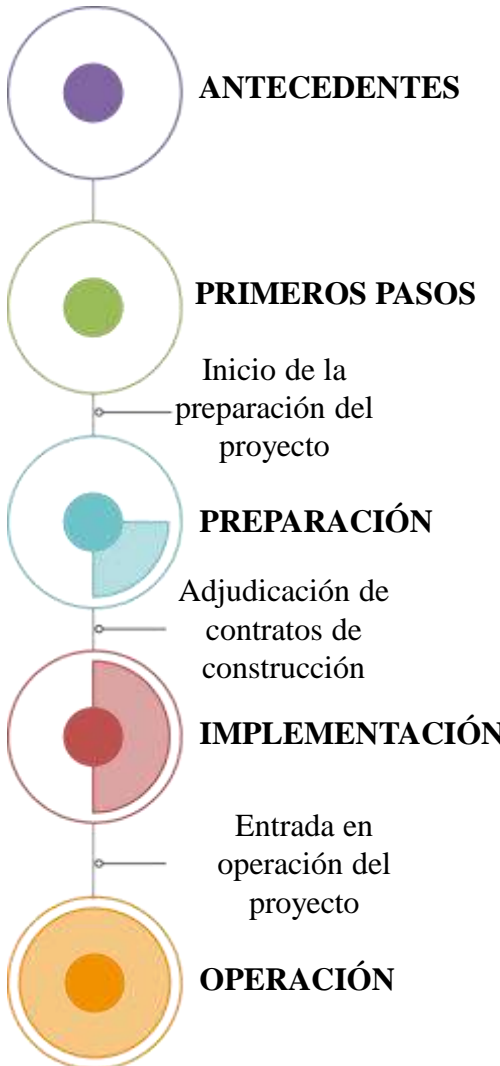 ANTECEDENTES
PRIMEROS PASOS
Inicio de la
preparación del
proyecto
PREPARACIÓN
Adjudicación de
contratos de
construcción
IMPLEMENTACIÓN
Entrada en
operación del
proyecto
OPERACIÓN